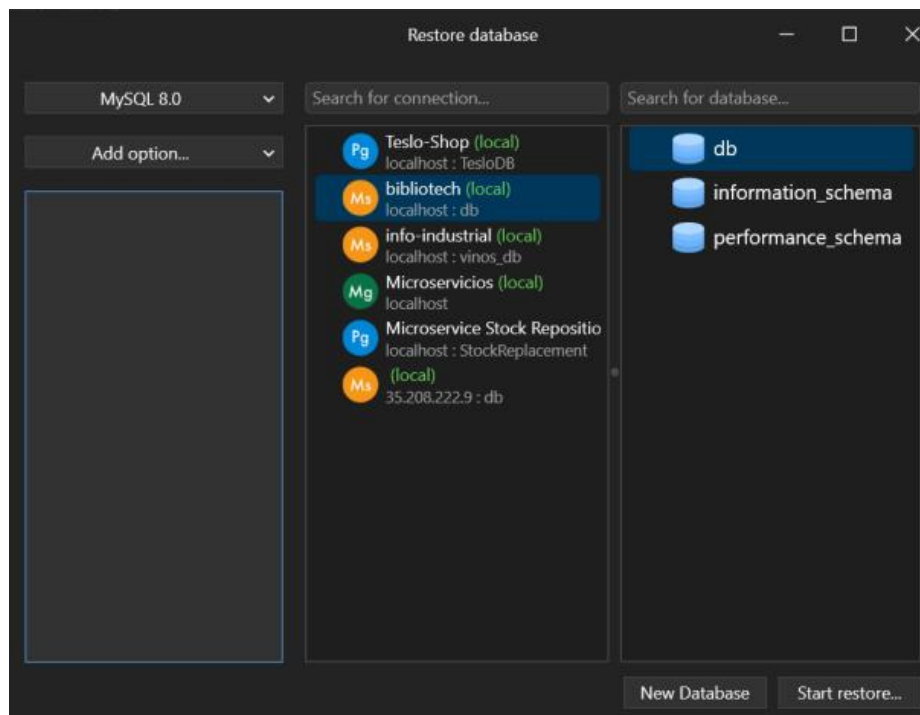 Restore database
MySQL 8.0
Add option...
Search for connection...
Pg
Teslo-Shop (local)
localhost : TesloDB
Ms
bibliotech (local)
localhost : db
Ms
info-industrial (local)
localhost : vinos_db
Mg
Microservicios (local)
localhost
Pg
Microservice Stock Repositio
localhost : StockReplacement
Ms
(local)
35.208.222.9 : db
Search for database...
db
information_schema
performance_schema
New Database
Start restore...